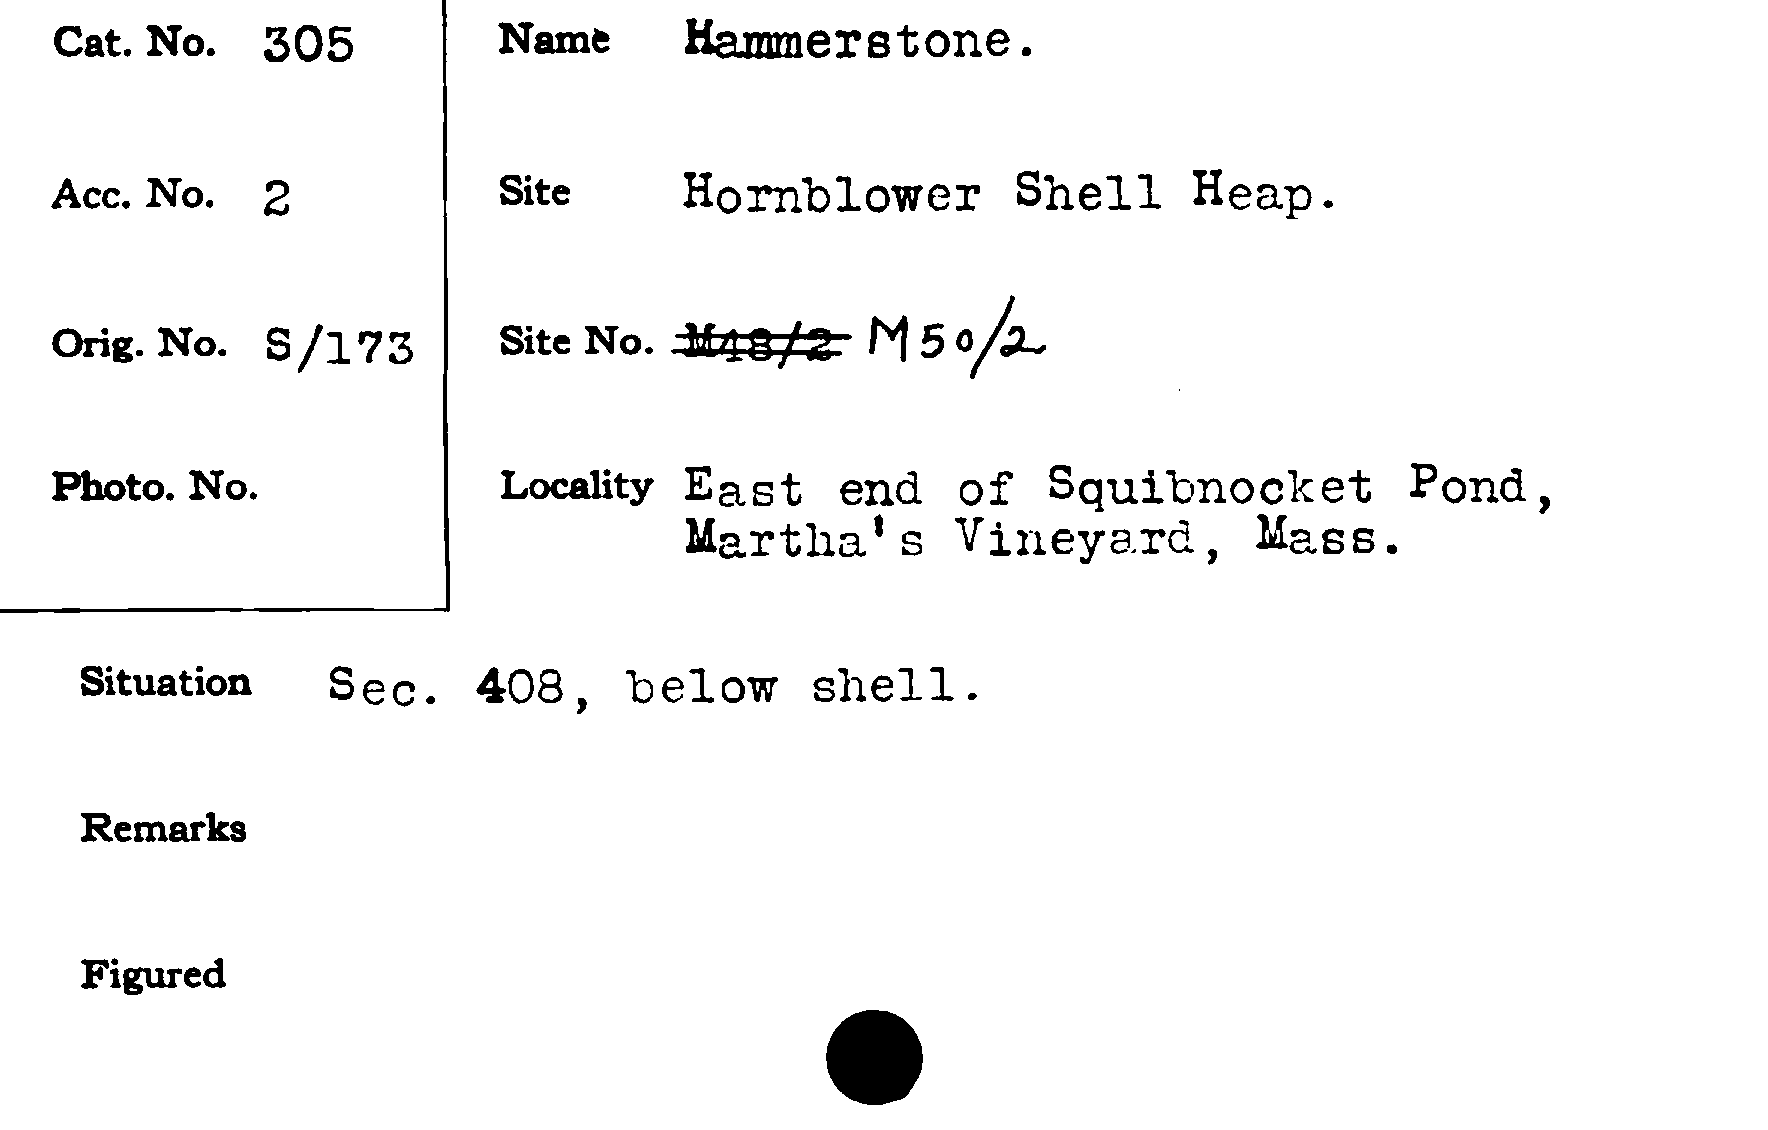 Cat. No. 305
Name Hammerstone.
Acc. No. 2
Site Hornblower Shell Heap.
Orig. No. S/173
Site No. M48/2 M50/2
Photo. No.
Locality East end of Squibnocket Pond,
Martha's Vineyard, Mass.
Situation Sec. 408, below shell.
Remarks
Figured